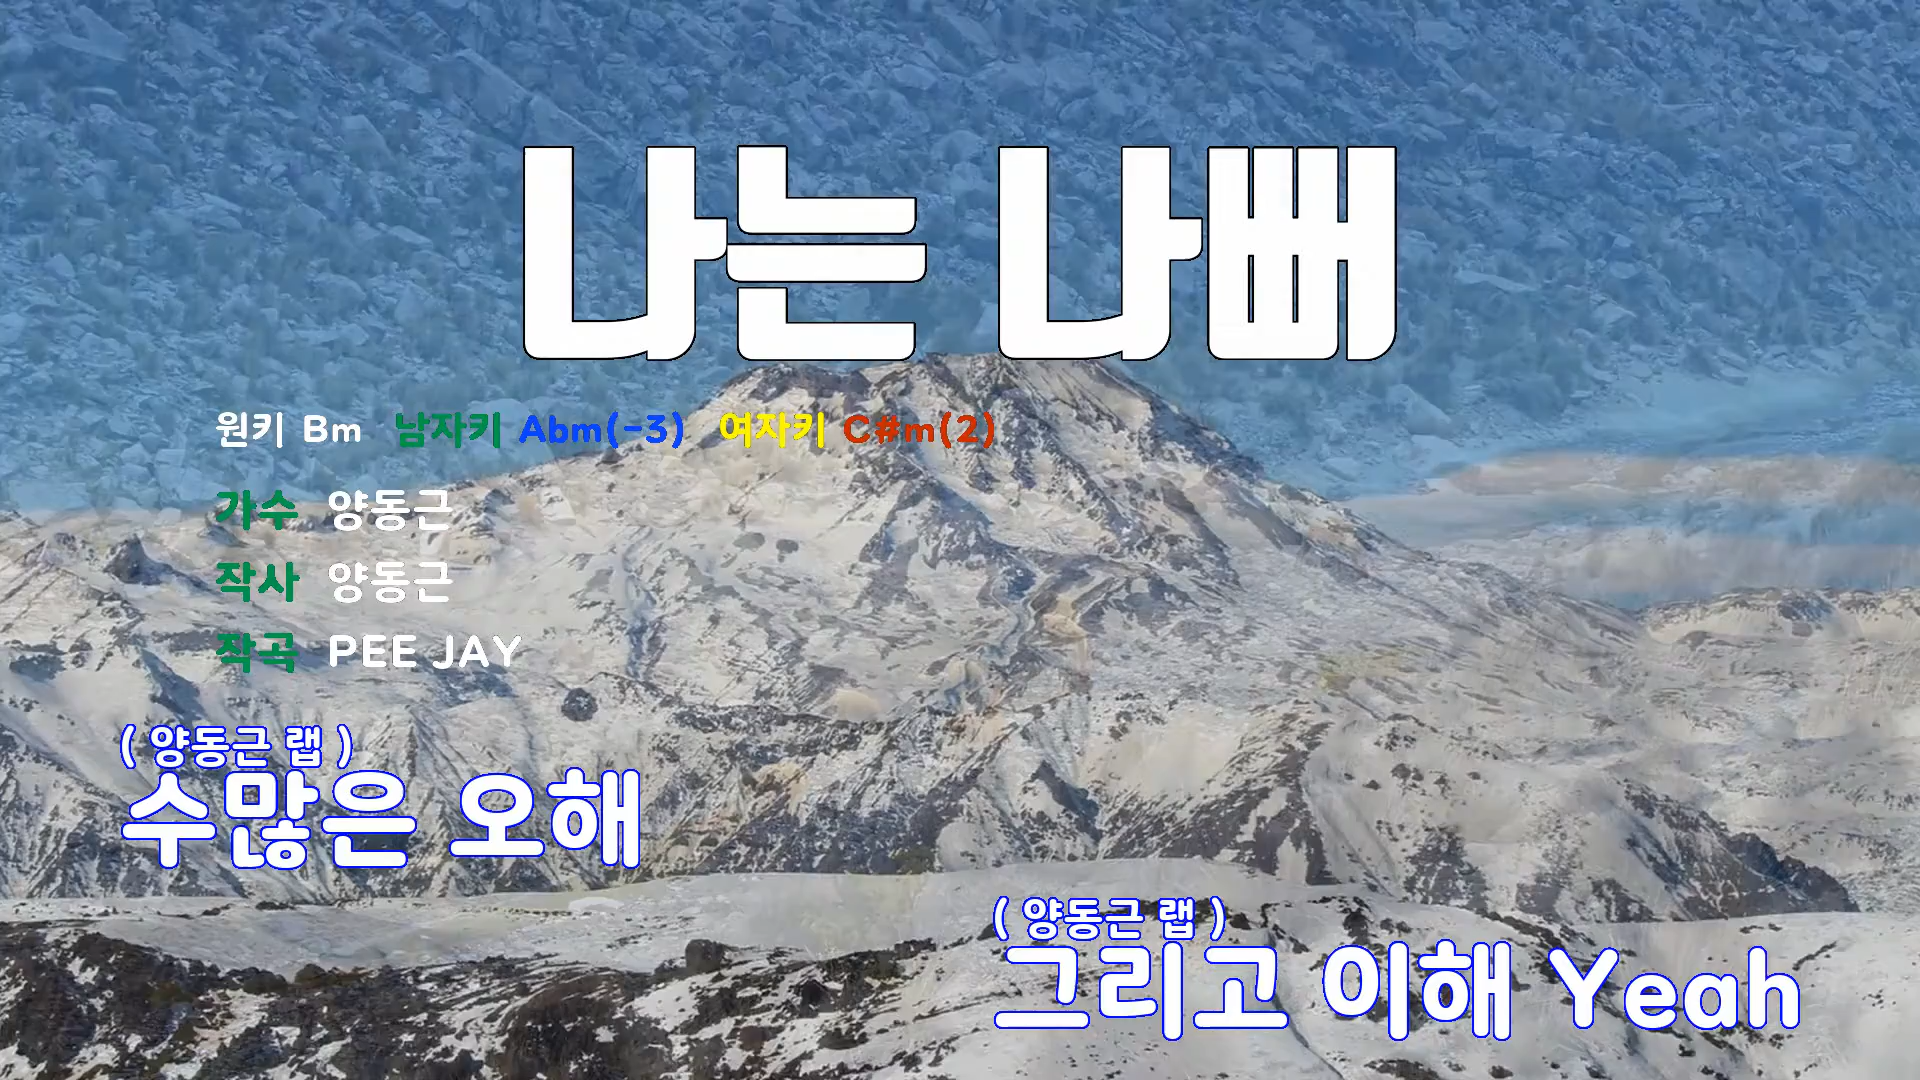 나는 나뻐
원키 Bm 남자키 Abm(-3) 여자키 C#m(2)
가수 양동근
작사 양동근
작곡 PEE JAY
( 양동근 랩 )
수많은 오해
( 양동근 랩 )
그리고 이해 Yeah